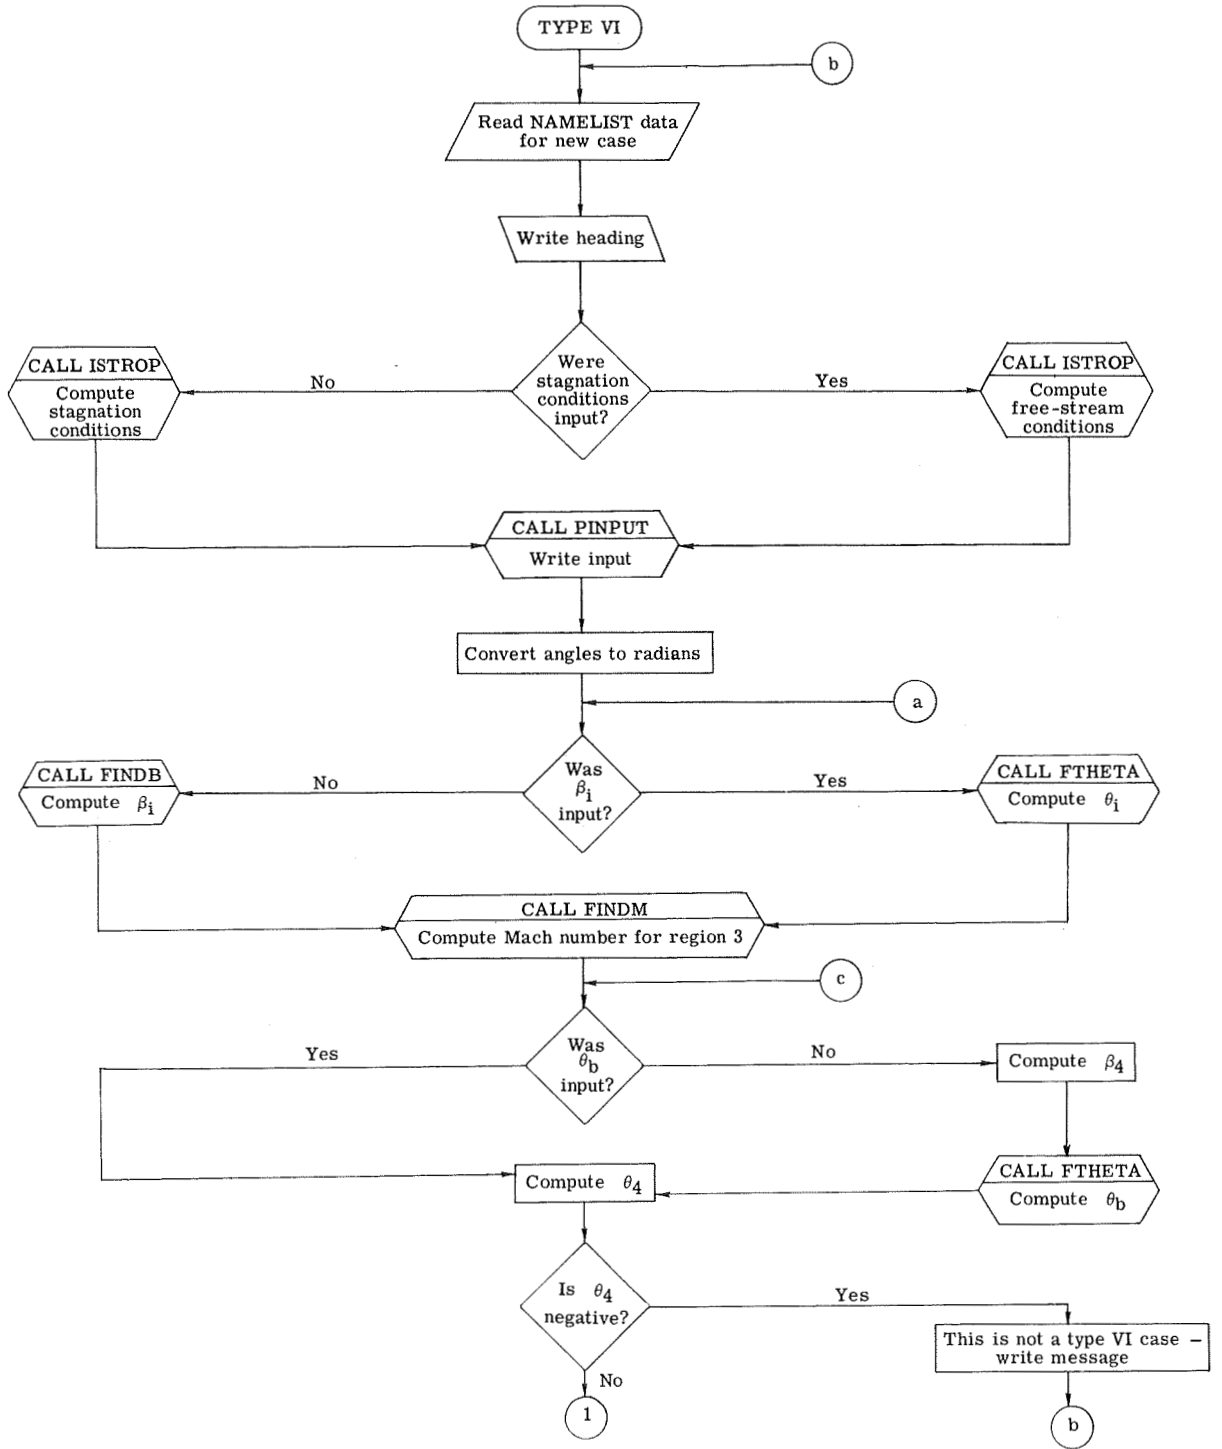 TYPE VI
b
Read NAMELIST data
for new case
Write heading
Were
stagnation
conditions
input?
No
Yes
CALL ISTROP
Compute
stagnation
conditions
CALL ISTROP
Compute
free-stream
conditions
CALL PINPUT
Write input
Convert angles to radians
a
Was
βi
input?
No
Yes
CALL FINDB
Compute βi
CALL FTHETA
Compute θi
CALL FINDM
Compute Mach number for region 3
c
Was
θb
input?
Yes
No
Compute β4
CALL FTHETA
Compute θb
Compute θ4
Is θ4
negative?
Yes
This is not a type VI case –
write message
No
1
b